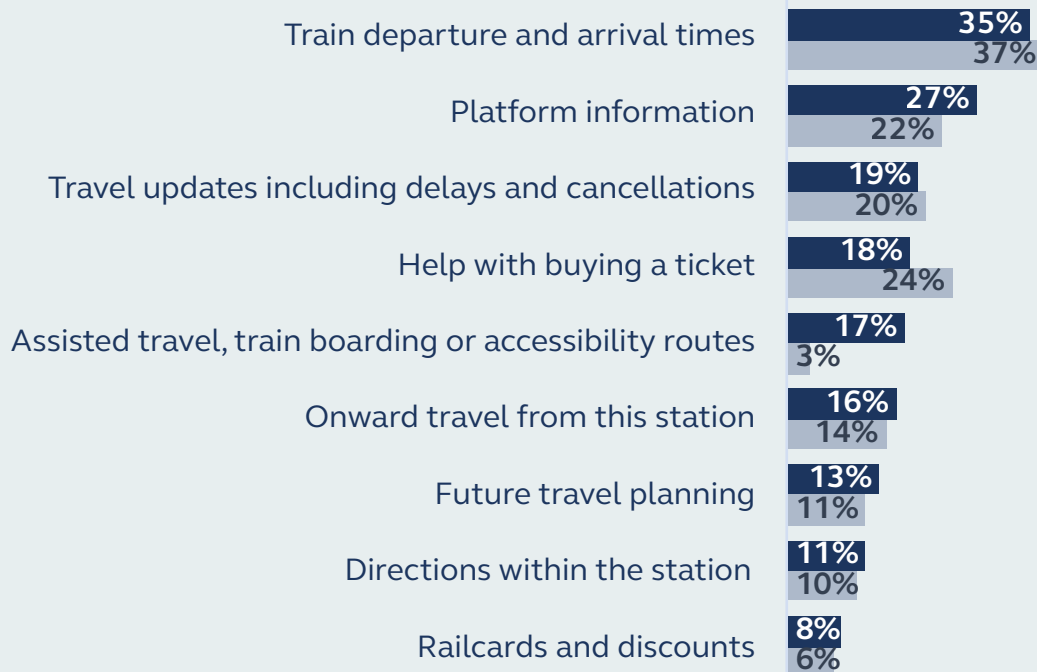 Train departure and arrival times
35%
37%
Platform information
27%
22%
Travel updates including delays and cancellations
19%
20%
Help with buying a ticket
18%
24%
Assisted travel, train boarding or accessibility routes
17%
3%
Onward travel from this station
16%
14%
Future travel planning
13%
11%
Directions within the station
11%
10%
Railcards and discounts
8%
6%